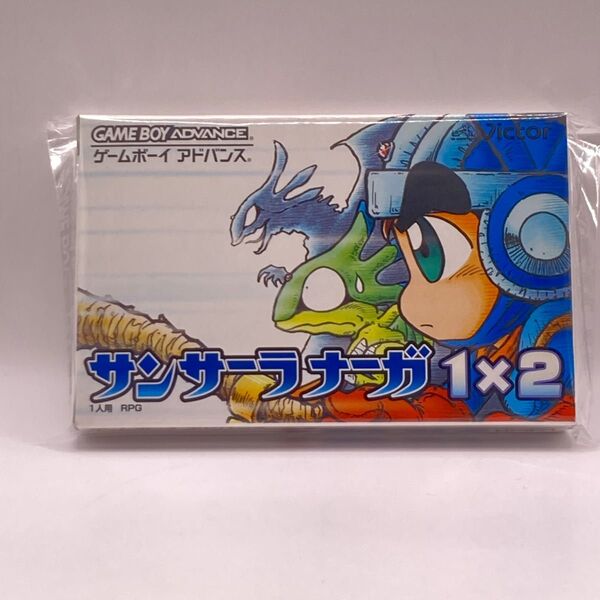 GAME BOY ADVANCE
ゲームボーイ アドバンス
Victor
サンサーラ ナーガ 1×2
1人用 RPG